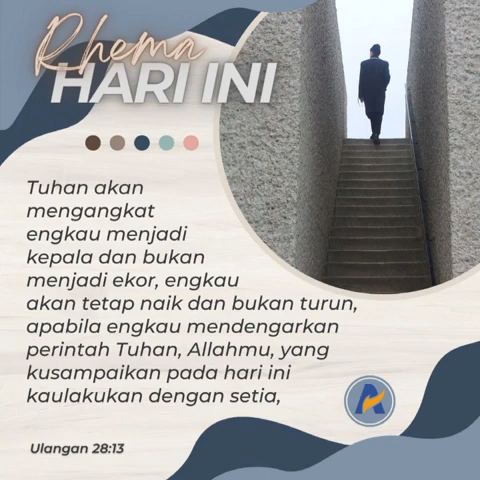 Rhema
HARI INI
Tuhan akan
mengangkat
engkau menjadi
kepala dan bukan
menjadi ekor, engkau
akan tetap naik dan bukan turun,
apabila engkau mendengarkan
perintah Tuhan, Allahmu, yang
kusampaikan pada hari ini
kaulakukan dengan setia,
Ulangan 28:13